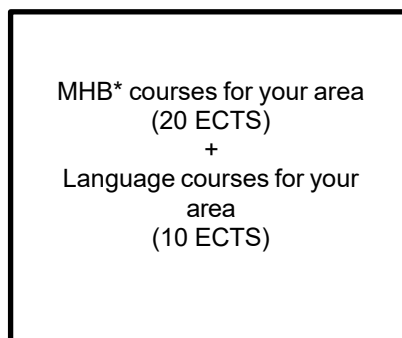 MHB* courses for your area
(20 ECTS)
+
Language courses for your
area
(10 ECTS)